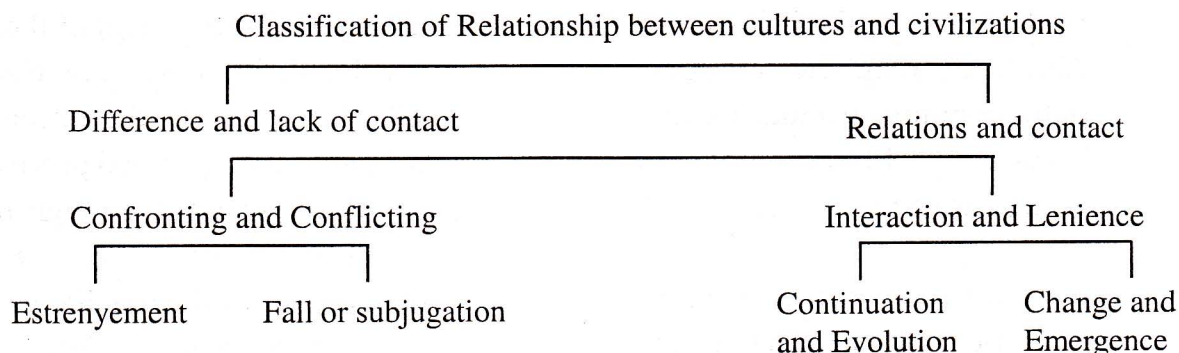 Classification of Relationship between cultures and civilizations
Difference and lack of contact
Relations and contact
Confronting and Conflicting
Interaction and Lenience
Estrenyement
Fall or subjugation
Continuation
and Evolution
Change and
Emergence